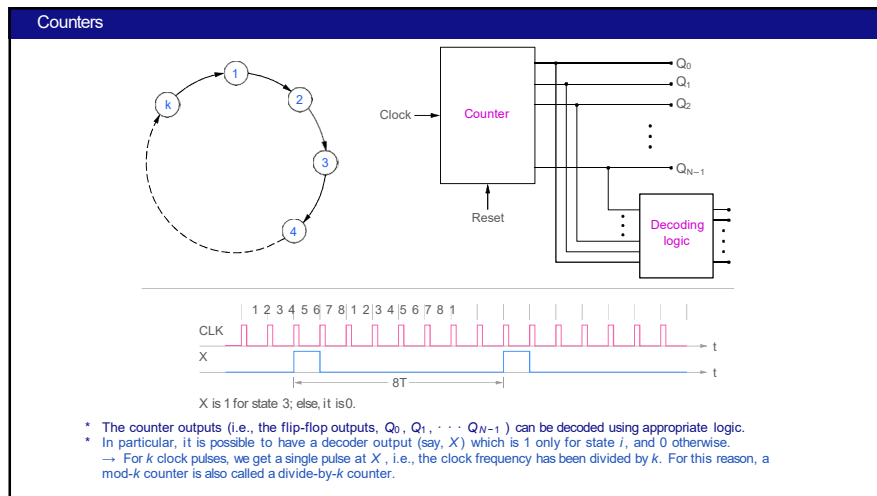 Counters
1
2
3
4
k
Clock
Counter
Reset
Q0
Q1
Q2
QN−1
Decoding
logic
1 2 3 4 5 6 7 8 1 2 3 4 5 6 7 8 1
CLK
t
X
t
8T
X is 1 for state 3; else, it is0.
* The counter outputs (i.e., the flip-flop outputs, Q0 , Q1 , · · · QN−1 ) can be decoded using appropriate logic.
* In particular, it is possible to have a decoder output (say, X) which is 1 only for state i, and 0 otherwise.
→ For k clock pulses, we get a single pulse at X , i.e., the clock frequency has been divided by k. For this reason, a
mod-k counter is also called a divide-by-k counter.